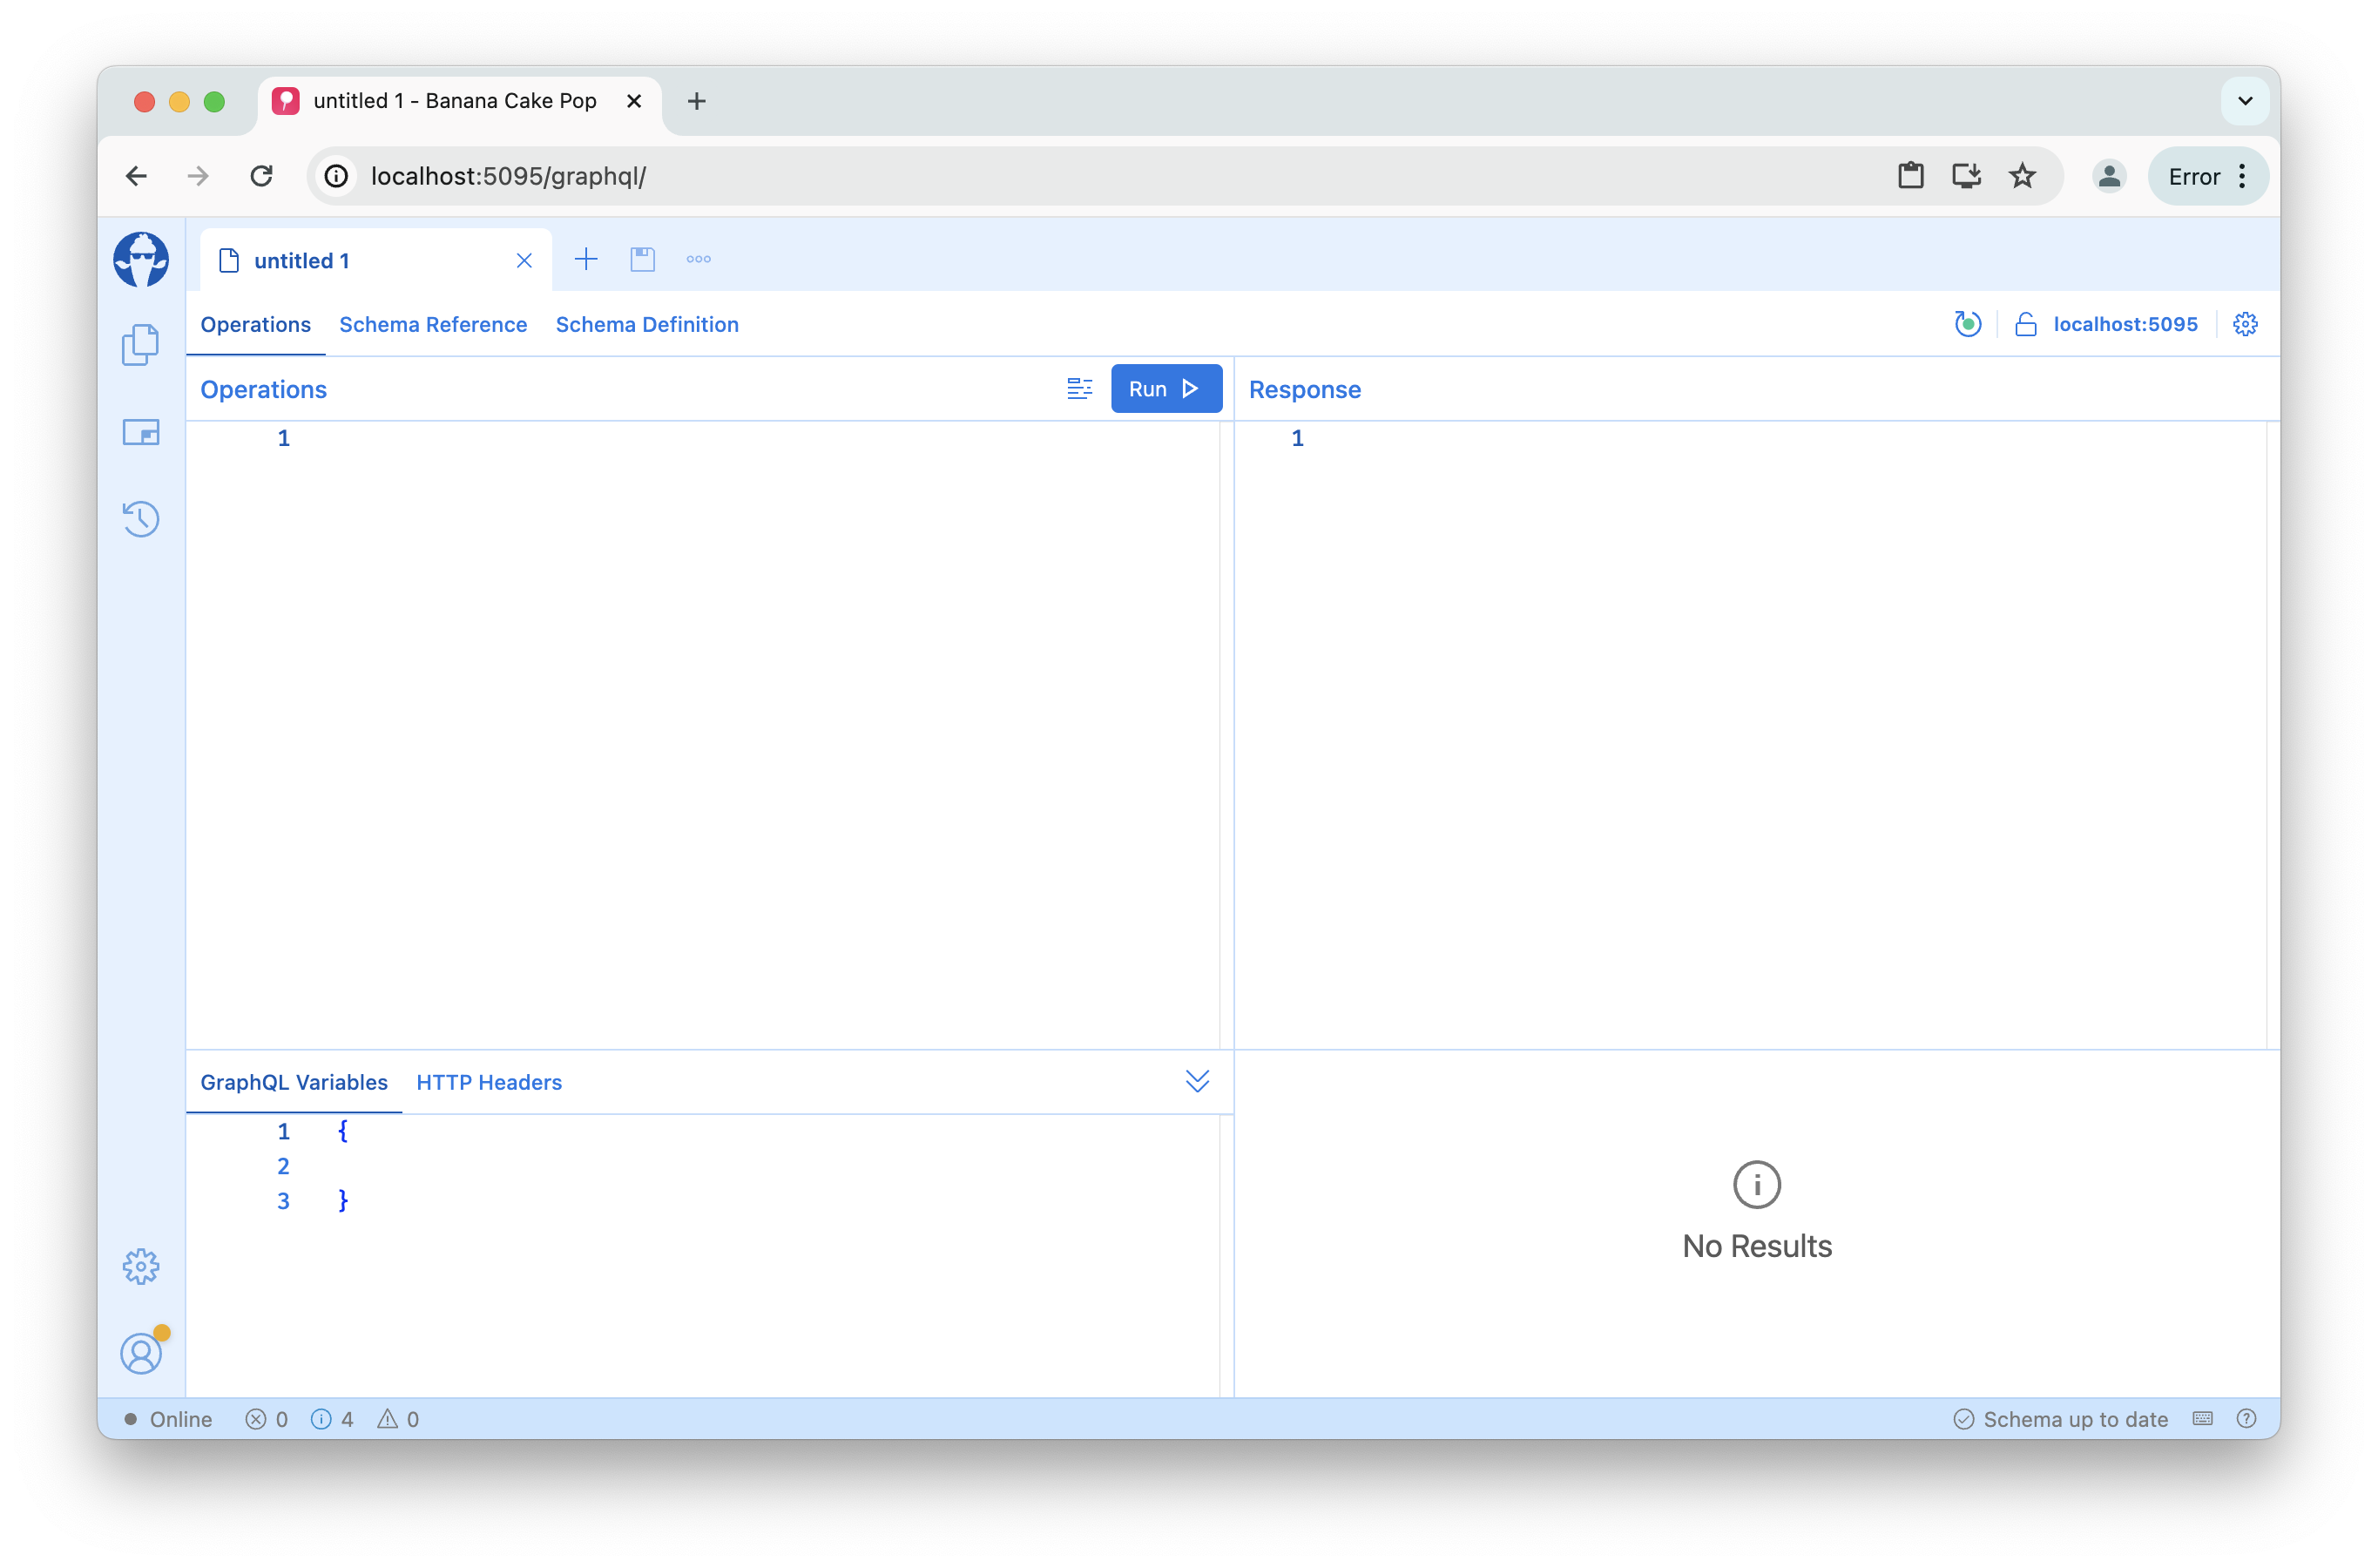 untitled 1 - Banana Cake Pop
localhost:5095/graphql/
Error
untitled 1
Operations Schema Reference Schema Definition
localhost:5095
Operations
Run
Response
1
1
GraphQL Variables HTTP Headers
1 {
2
3 }
No Results
Online 0 4 0
Schema up to date